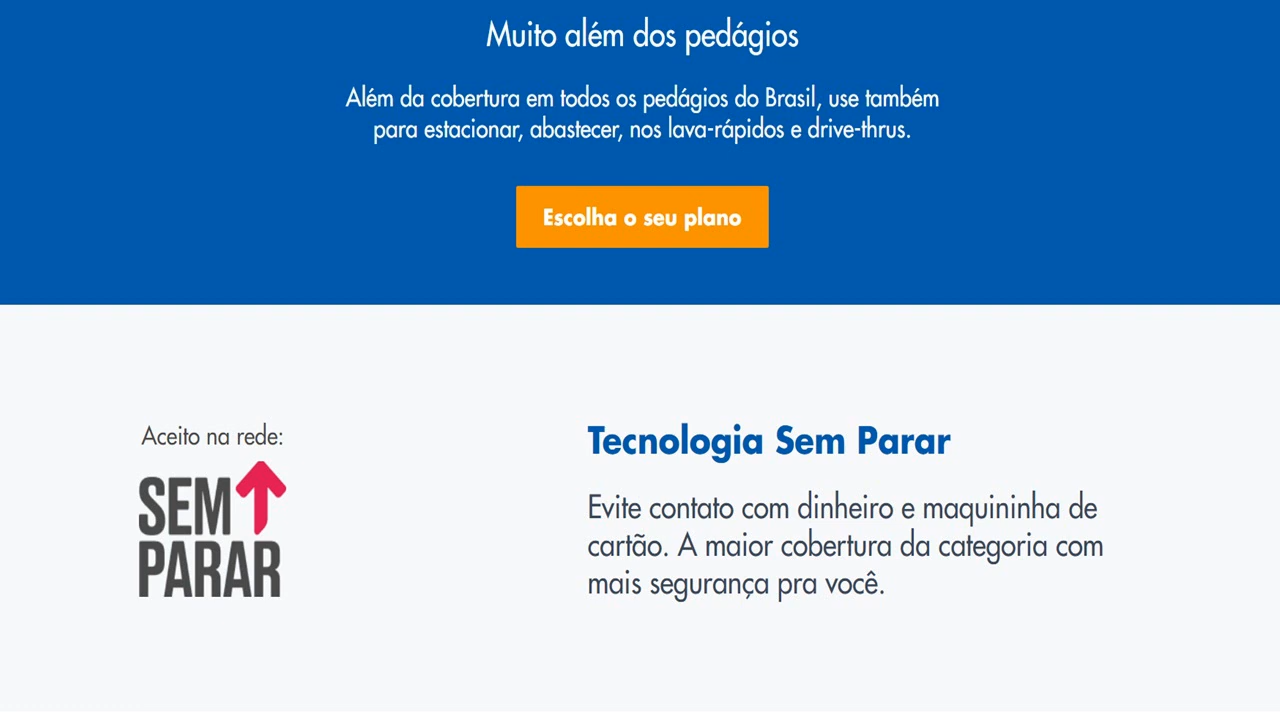 Muito além dos pedágios
Além da cobertura em todos os pedágios do Brasil, use também
para estacionar, abastecer, nos lava-rápidos e drive-thrus.
Escolha o seu plano
Aceito na rede:
SEM
PARAR
Tecnologia Sem Parar
Evite contato com dinheiro e maquininha de
cartão. A maior cobertura da categoria com
mais segurança pra você.